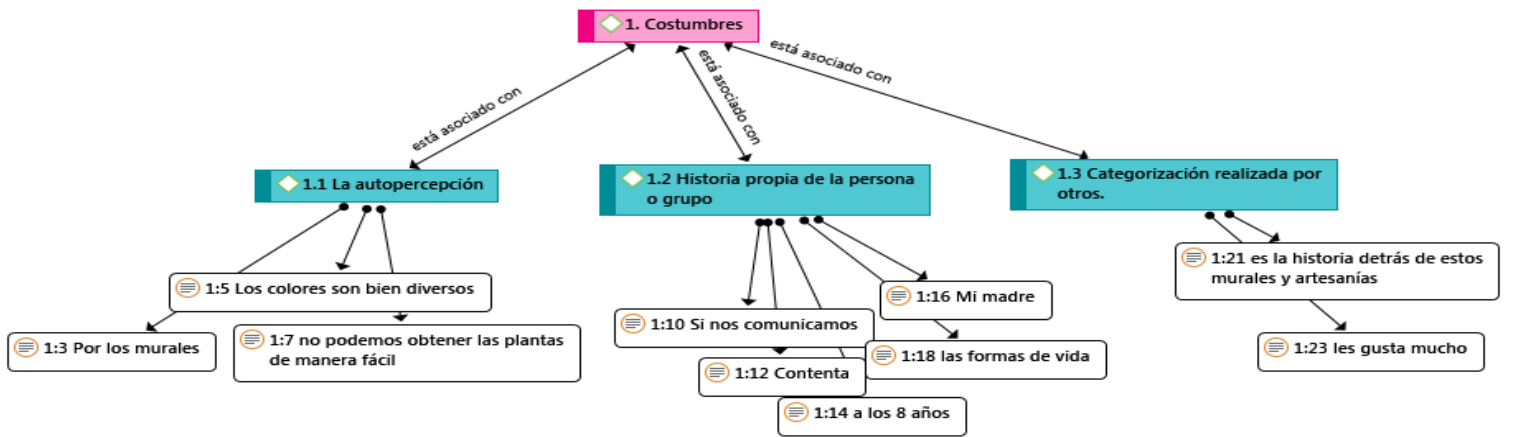 1. Costumbres
está asociado con
está asociado con
está asociado con
1.1 La autopercepción
1.2 Historia propia de la persona
o grupo
1.3 Categorización realizada por
otros.
1:5 Los colores son bien diversos
1:3 Por los murales
1:7 no podemos obtener las plantas
de manera fácil
1:16 Mi madre
1:10 Si nos comunicamos
1:18 las formas de vida
1:12 Contenta
1:14 a los 8 años
1:21 es la historia detrás de estos
murales y artesanías
1:23 les gusta mucho